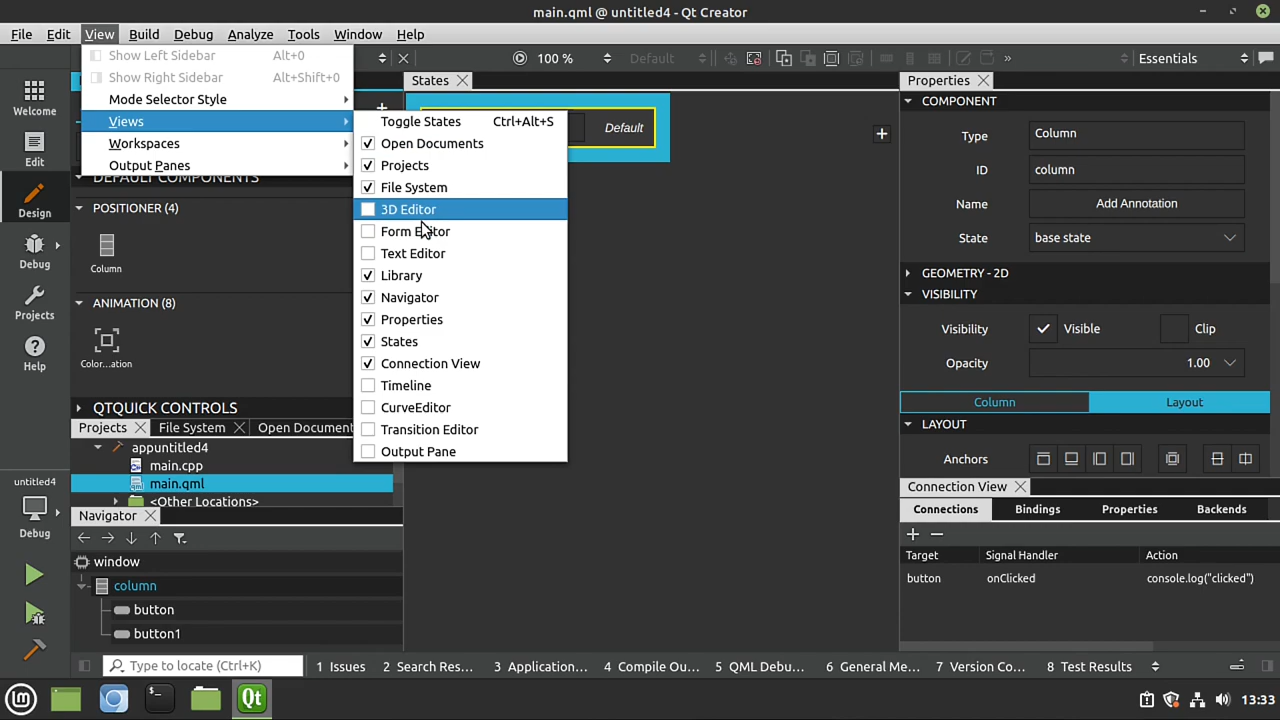 main.qml @ untitled4 - Qt Creator
File Edit View Build Debug Analyze Tools Window Help
Show Left Sidebar Alt+0
Show Right Sidebar Alt+Shift+0
Mode Selector Style
Views
Workspaces
Output Panes
Toggle States Ctrl+Alt+S
Open Documents
Projects
File System
3D Editor
Form Editor
Text Editor
Library
Navigator
Properties
States
Connection View
Timeline
CurveEditor
Transition Editor
Output Pane
100 %
Default
»
Essentials
Welcome
Edit
Design
Debug
Projects
Help
untitled4
Debug
DEFAULT COMPONENTS
POSITIONER (4)
Column
ANIMATION (8)
Color...ation
QTQUICK CONTROLS
Projects File System Open Document
appuntitled4
main.cpp
main.qml
<Other Locations>
Navigator
window
column
button
button1
States
Default
Properties
COMPONENT
Type Column
ID column
Name Add Annotation
State base state
GEOMETRY - 2D
VISIBILITY
Visibility Visible Clip
Opacity 1.00
Column Layout
LAYOUT
Anchors
Connection View
Connections Bindings Properties Backends
Target Signal Handler Action
button onClicked console.log("clicked")
Type to locate (Ctrl+K)
1 Issues 2 Search Res... 3 Application... 4 Compile Ou... 5 QML Debu... 6 General Me... 7 Version Co... 8 Test Results
Qt
13:33